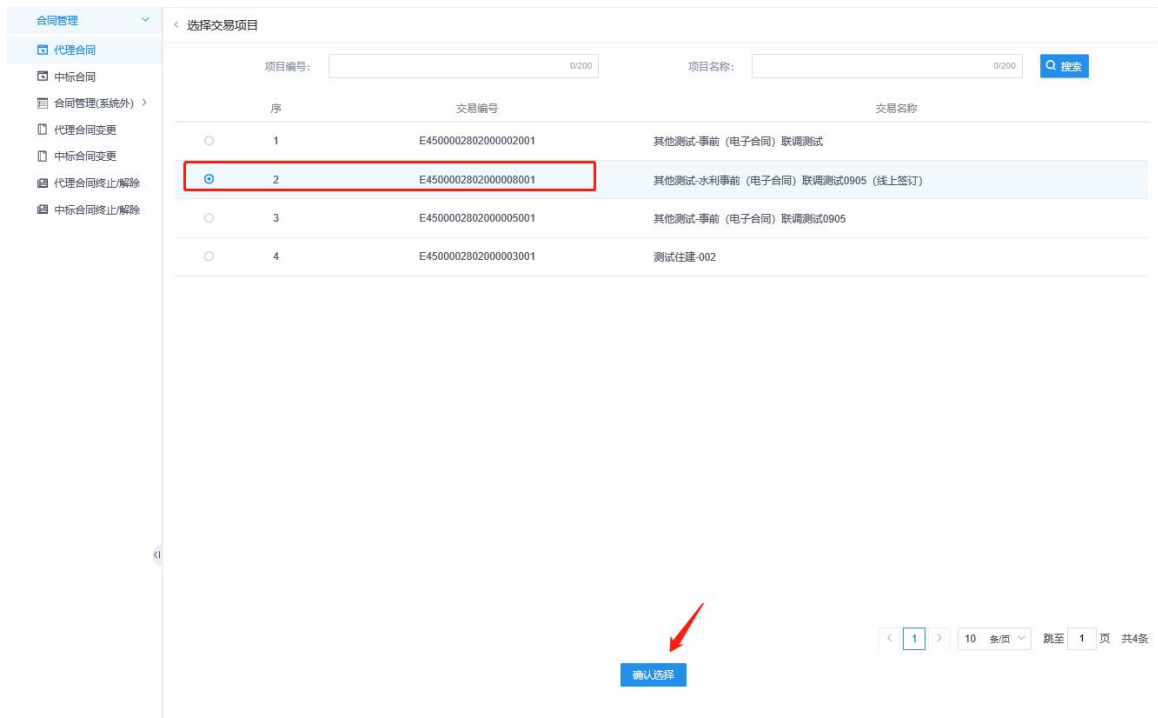 合同管理
代理合同
中标合同
合同管理(系统外)
代理合同变更
中标合同变更
代理合同终止/解除
中标合同终止/解除
选择交易项目
项目编号: 0/200 项目名称: 0/200 搜索
序 交易编号 交易名称
1 E4500002802000002001 其他测试-事前（电子合同）联调测试
2 E4500002802000008001 其他测试-水利事前（电子合同）联调测试0905（线上签订）
3 E4500002802000005001 其他测试-事前（电子合同）联调测试0905
4 E4500002802000003001 测试住建-002
1 10 条/页 跳至 1 页 共4条
确认选择